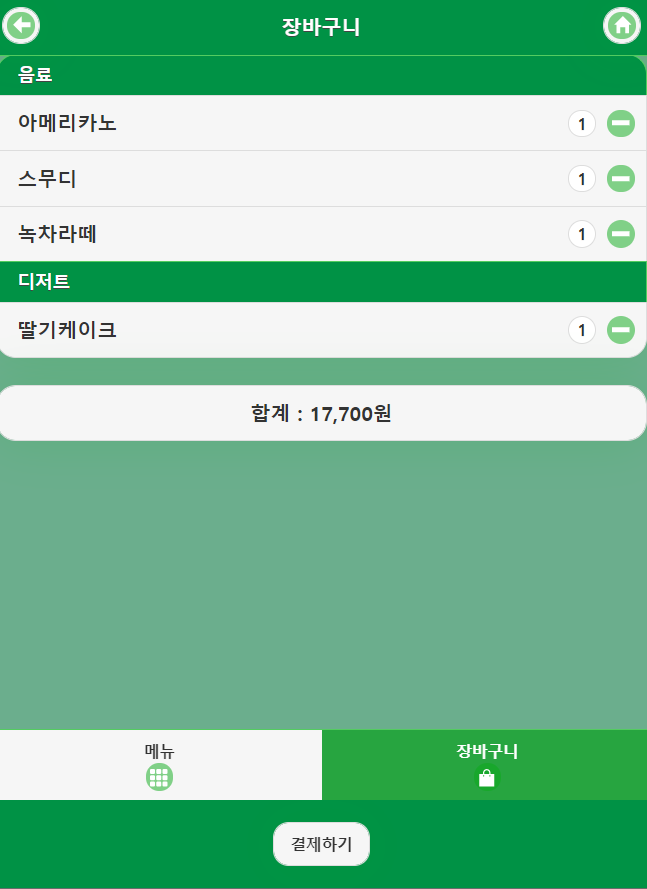 장바구니
음료
아메리카노 1
스무디 1
녹차라떼 1
디저트
딸기케이크 1
합계 : 17,700원
메뉴 장바구니
결제하기